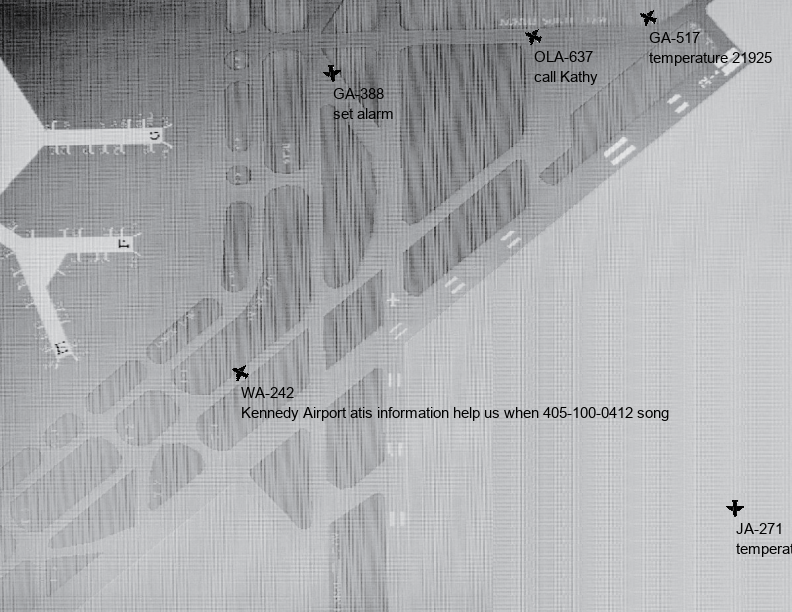 GA-517
temperature 21925
OLA-637
call Kathy
GA-388
set alarm
G
F
WA-242
Kennedy Airport atis information help us when 405-100-0412 song
JA-271
temperat